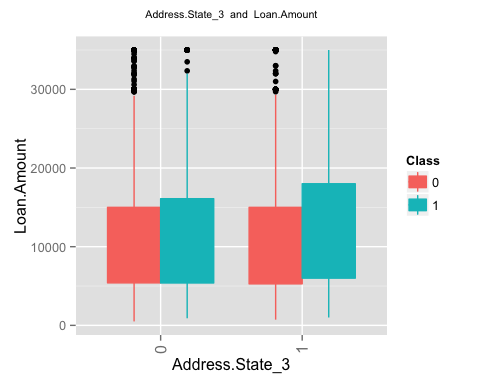 Address.State_3 and Loan.Amount
Loan.Amount
30000
20000
10000
0
0
1
Address.State_3
Class
0
1